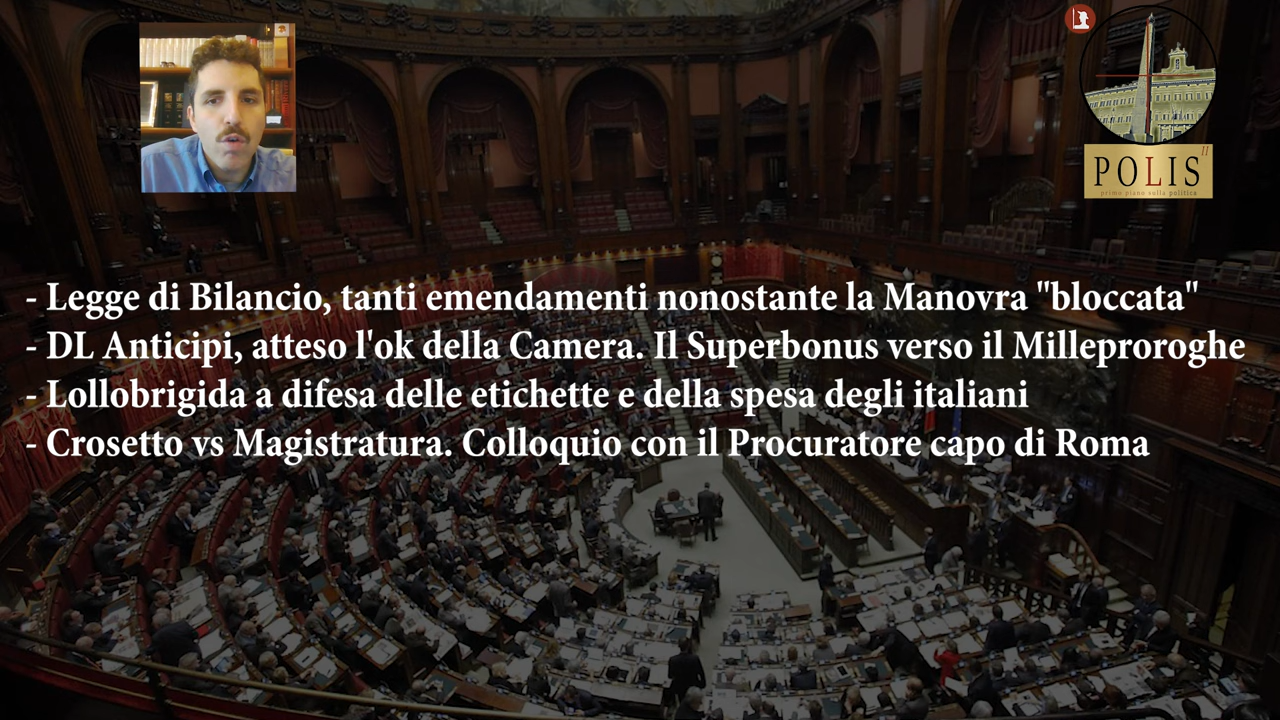 POLIS II
primo piano sulla politica
- Legge di Bilancio, tanti emendamenti nonostante la Manovra "bloccata"
- DL Anticipi, atteso l'ok della Camera. Il Superbonus verso il Milleproroghe
- Lollobrigida a difesa delle etichette e della spesa degli italiani
- Crosetto vs Magistratura. Colloquio con il Procuratore capo di Roma